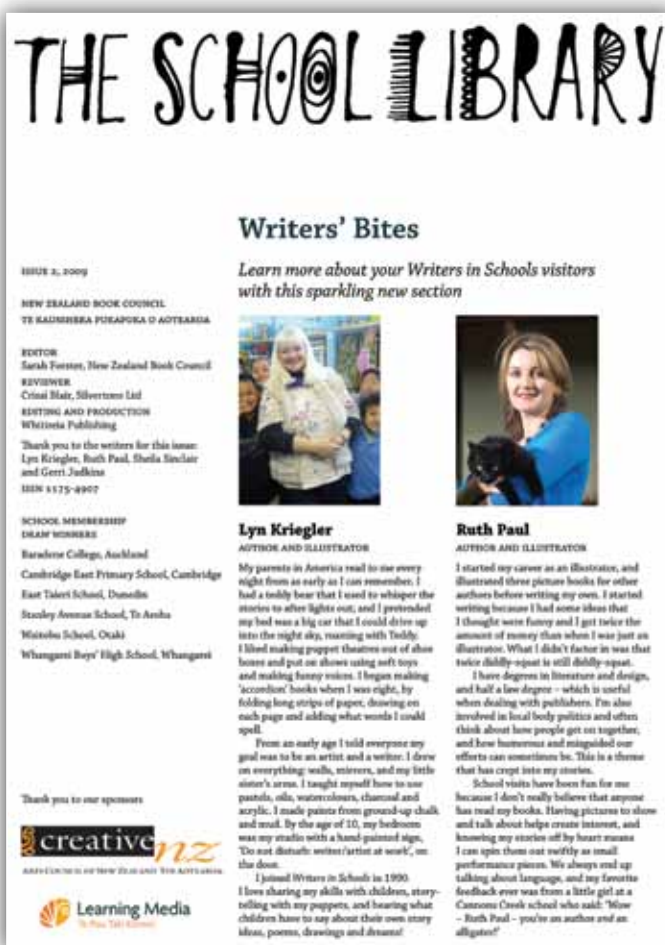 THE SCHOOL LIBRARY
ISSUE 2, 2009
NEW ZEALAND BOOK COUNCIL
TE KAUNIHERA PUKAPUKA O AOTEAROA
EDITOR
Sarah Forster, New Zealand Book Council
REVIEWER
Crissi Blair, Silvertone Ltd
EDITING AND PRODUCTION
Whitireia Publishing
Thank you to the writers for this issue:
Lyn Kriegler, Ruth Paul, Sheila Sinclair
and Gerri Judkins
ISSN 1175-4907
SCHOOL MEMBERSHIP
DRAW WINNERS
Baradene College, Auckland
Cambridge East Primary School, Cambridge
East Taieri School, Dunedin
Stanley Avenue School, Te Aroha
Waitohu School, Otaki
Whangarei Boys' High School, Whangarei
Thank you to our sponsors
creative nz
ARTS COUNCIL OF NEW ZEALAND TOI AOTEAROA
Learning Media
Te Pou Taki Kōrero
Writers' Bites
Learn more about your Writers in Schools visitors
with this sparkling new section
Lyn Kriegler
AUTHOR AND ILLUSTRATOR
My parents in America read to me every
night from as early as I can remember. I
had a teddy bear that I used to whisper the
stories to after lights out, and I pretended
my bed was a big car that I could drive up
into the night sky, roaming with Teddy.
I liked making puppet theatres out of shoe
boxes and put on shows using soft toys
and making funny voices. I began making
'accordion' books when I was eight, by
folding long strips of paper, drawing on
each page and adding what words I could
spell.
From an early age I told everyone my
goal was to be an artist and a writer. I drew
on everything: walls, mirrors, and my little
sister's arms. I taught myself how to use
pastels, oils, watercolours, charcoal and
acrylic. I made paints from ground-up chalk
and mud. By the age of 10, my bedroom
was my studio with a hand-painted sign,
'Do not disturb: writer/artist at work', on
the door.
I joined Writers in Schools in 1990.
I love sharing my skills with children, story-
telling with my puppets, and hearing what
children have to say about their own story
ideas, poems, drawings and dreams!
Ruth Paul
AUTHOR AND ILLUSTRATOR
I started my career as an illustrator, and
illustrated three picture books for other
authors before writing my own. I started
writing because I had some ideas that
I thought were funny and I got twice the
amount of money than when I was just an
illustrator. What I didn't factor in was that
twice diddly-squat is still diddly-squat.
I have degrees in literature and design,
and half a law degree – which is useful
when dealing with publishers. I'm also
involved in local body politics and often
think about how people get on together,
and how humorous and misguided our
efforts can sometimes be. This is a theme
that has crept into my stories.
School visits have been fun for me
because I don't really believe that anyone
has read my books. Having pictures to show
and talk about helps create interest, and
knowing my stories off by heart means
I can spin them out swiftly as small
performance pieces. We always end up
talking about language, and my favorite
feedback ever was from a little girl at a
Cannons Creek school who said: 'Wow
– Ruth Paul – you're an author and an
alligator!'